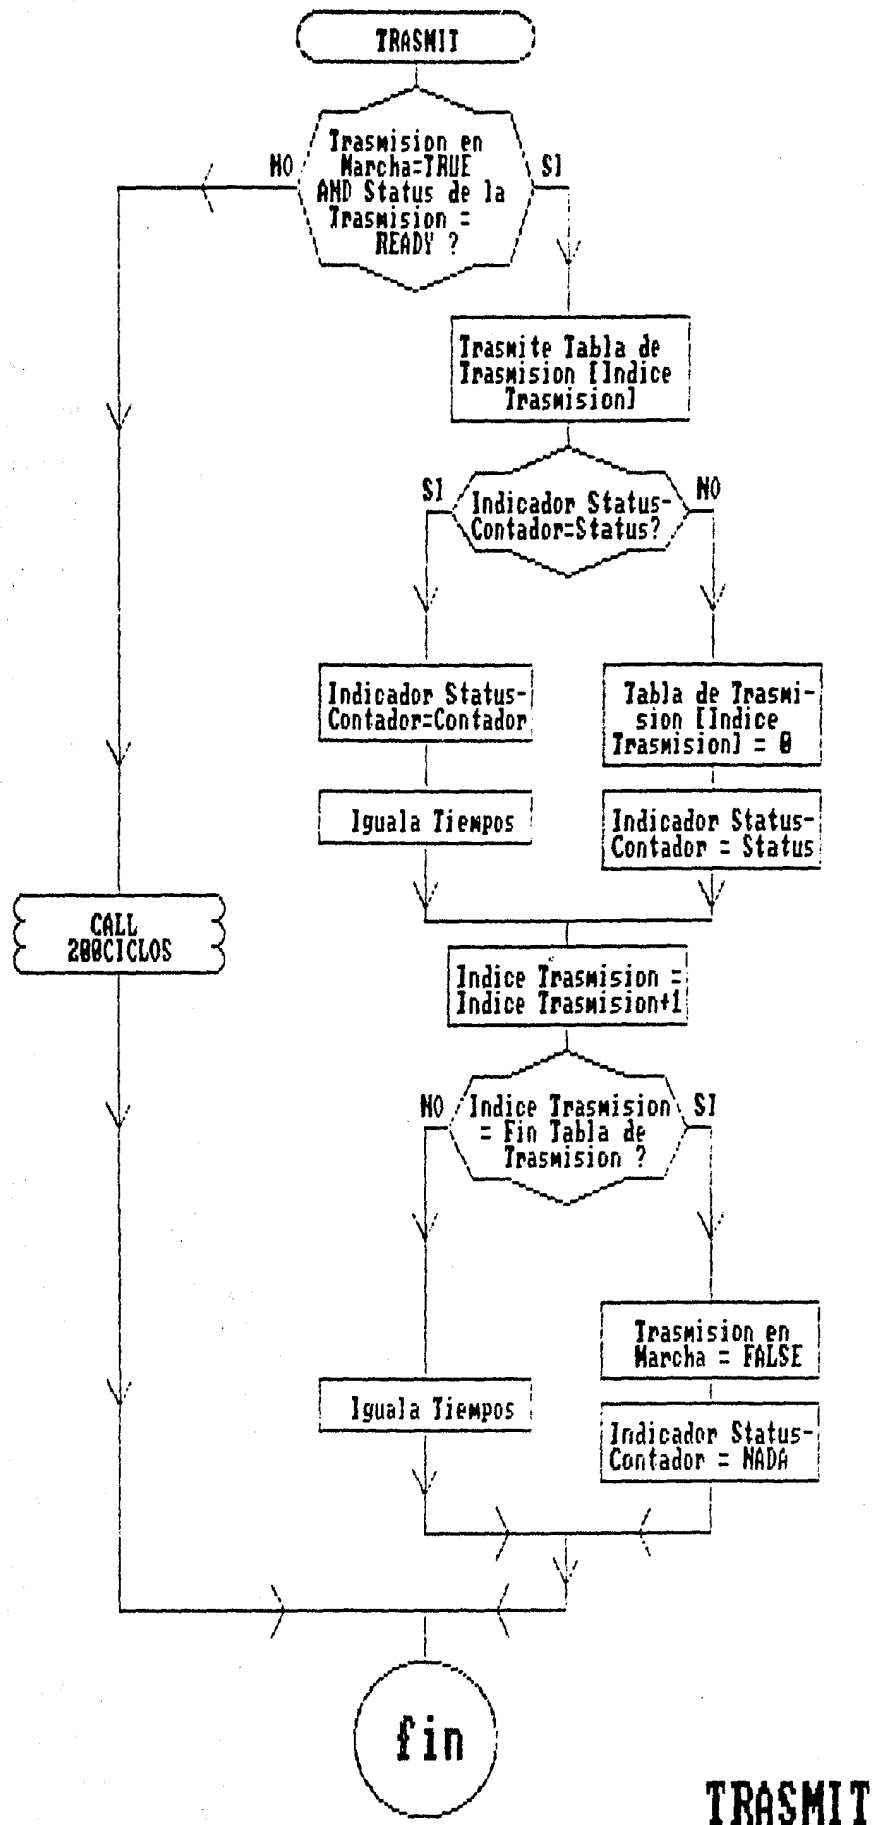 TRASMIT
Trasmision en
Marcha=TRUE
AND Status de la
Trasmision =
READY ?
NO
SI
Trasmite Tabla de
Trasmision [Indice
Trasmision]
SI
NO
Indicador Status-
Contador=Status?
Indicador Status-
Contador=Contador
Tabla de Trasmi-
sion [Indice
Trasmision] = 0
Iguala Tiempos
Indicador Status-
Contador = Status
CALL
200CICLOS
Indice Trasmision =
Indice Trasmision+1
NO
SI
Indice Trasmision
= Fin Tabla de
Trasmision ?
Trasmision en
Marcha = FALSE
Iguala Tiempos
Indicador Status-
Contador = NADA
fin
TRASMIT